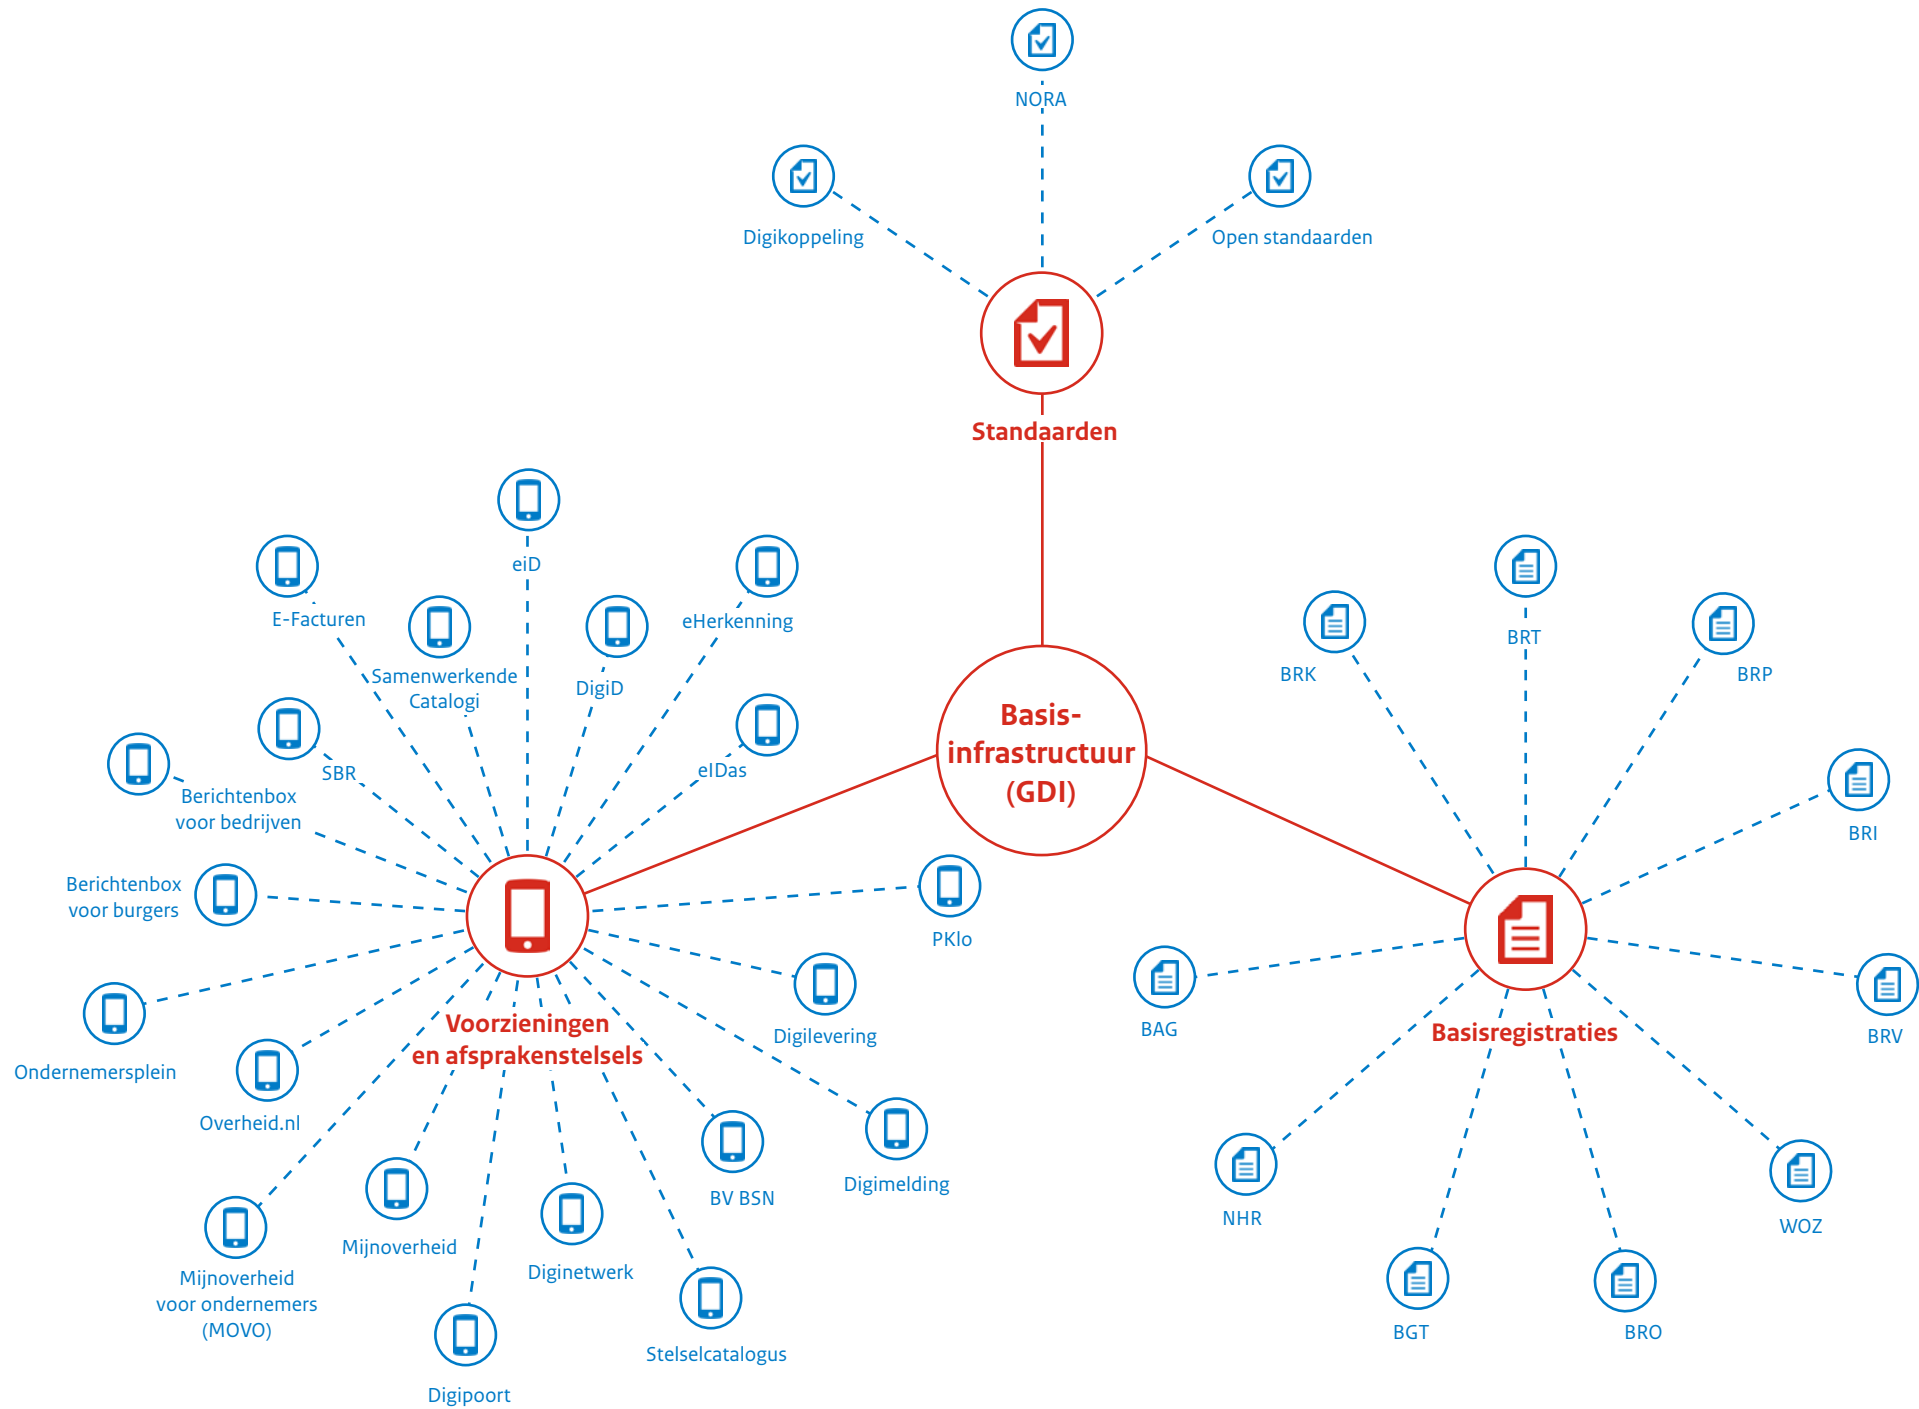 NORA
Digikoppeling
Open standaarden
Standaarden
eiD
E-Facturen
eHerkenning
Samenwerkende
Catalogi
DigiD
SBR
eIDas
Berichtenbox
voor bedrijven
Berichtenbox
voor burgers
Basis-
infrastructuur
(GDI)
BRK
BRT
BRP
BRI
PKIo
Ondernemersplein
Voorzieningen
en afsprakenstelsels
Digilevering
BAG
Basisregistraties
BRV
Overheid.nl
Digimelding
BV BSN
NHR
WOZ
Mijnoverheid
Mijnoverheid
voor ondernemers
(MOVO)
Diginetwerk
Stelselcatalogus
Digipoort
BGT
BRO